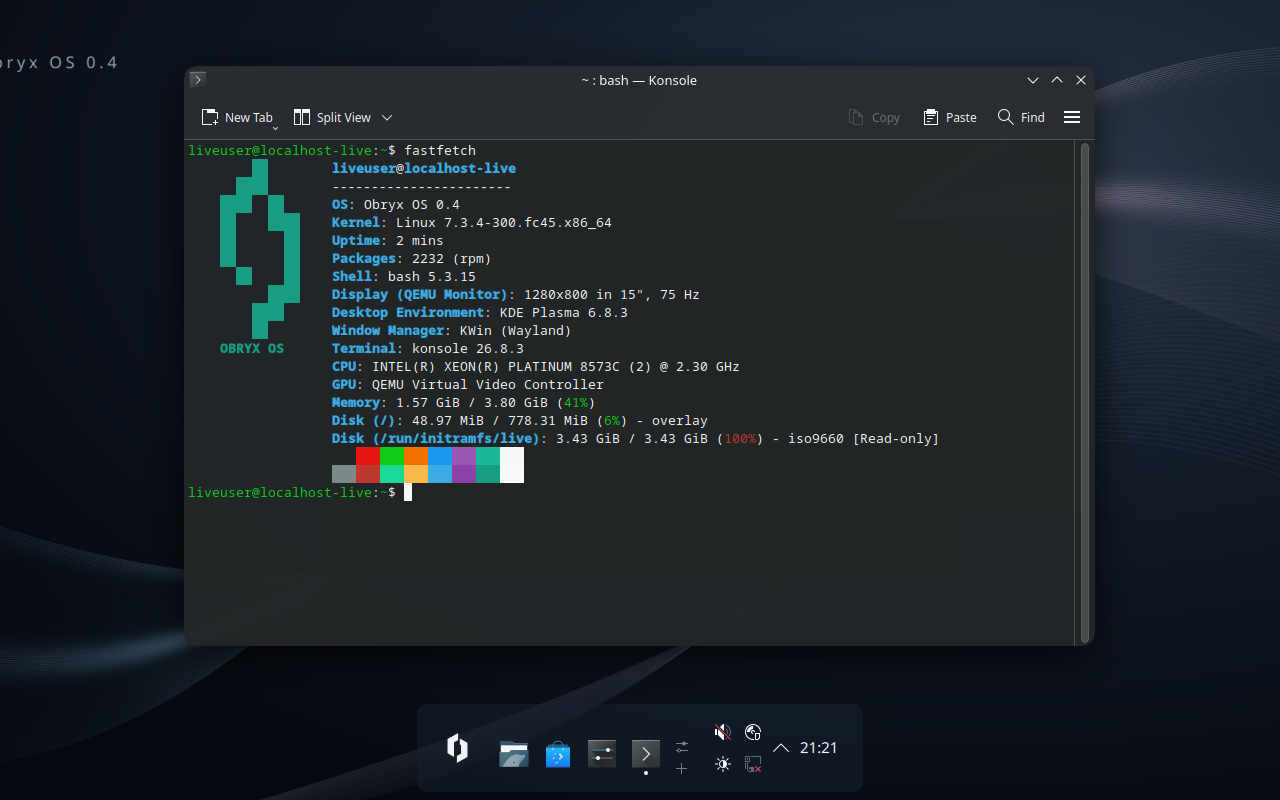 oryx OS 0.4
~ : bash — Konsole
New Tab
Split View
Copy
Paste
Find
liveuser@localhost-live:~$ fastfetch
liveuser@localhost-live
-----------------------
OS: Obryx OS 0.4
Kernel: Linux 7.3.4-300.fc45.x86_64
Uptime: 2 mins
Packages: 2232 (rpm)
Shell: bash 5.3.15
Display (QEMU Monitor): 1280x800 in 15", 75 Hz
Desktop Environment: KDE Plasma 6.8.3
Window Manager: KWin (Wayland)
OBRYX OS
Terminal: konsole 26.8.3
CPU: INTEL(R) XEON(R) PLATINUM 8573C (2) @ 2.30 GHz
GPU: QEMU Virtual Video Controller
Memory: 1.57 GiB / 3.80 GiB (41%)
Disk (/): 48.97 MiB / 778.31 MiB (6%) - overlay
Disk (/run/initramfs/live): 3.43 GiB / 3.43 GiB (100%) - iso9660 [Read-only]
liveuser@localhost-live:~$
21:21